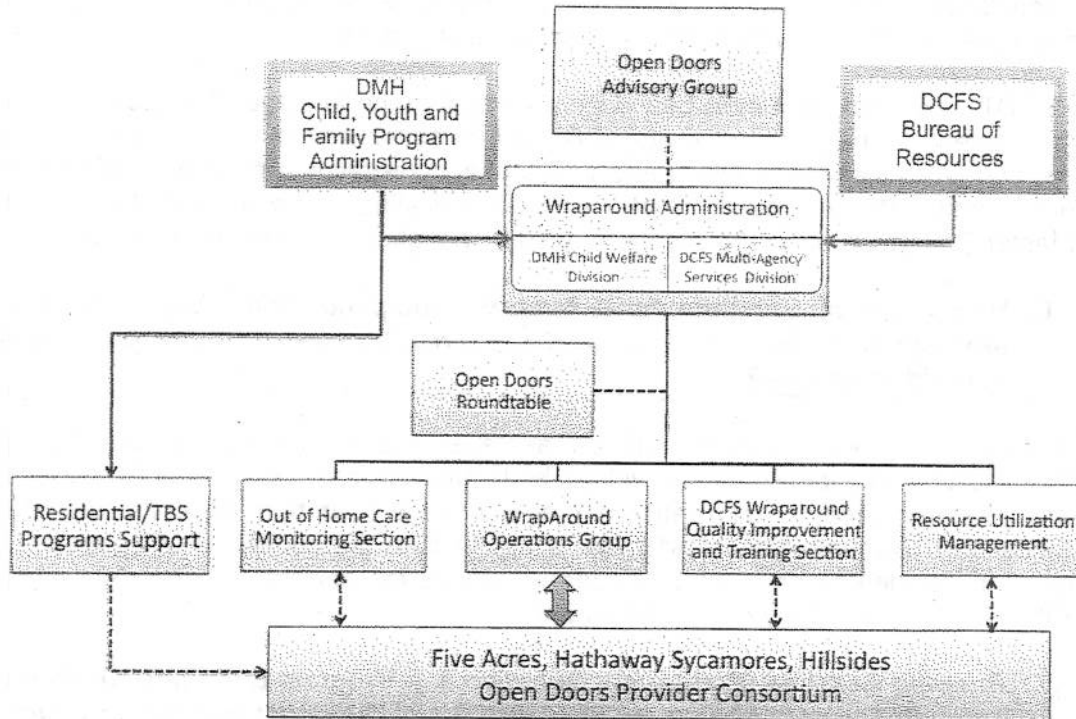 Open Doors
Advisory Group
DMH
Child, Youth and
Family Program
Administration
DCFS
Bureau of
Resources
Wraparound Administration
DMH Child Welfare
Division
DCFS Multi-Agency
Services Division
Open Doors
Roundtable
Residential/TBS
Programs Support
Out of Home Care
Monitoring Section
WrapAround
Operations Group
DCFS Wraparound
Quality Improvement
and Training Section
Resource Utilization
Management
Five Acres, Hathaway Sycamores, Hillsides
Open Doors Provider Consortium